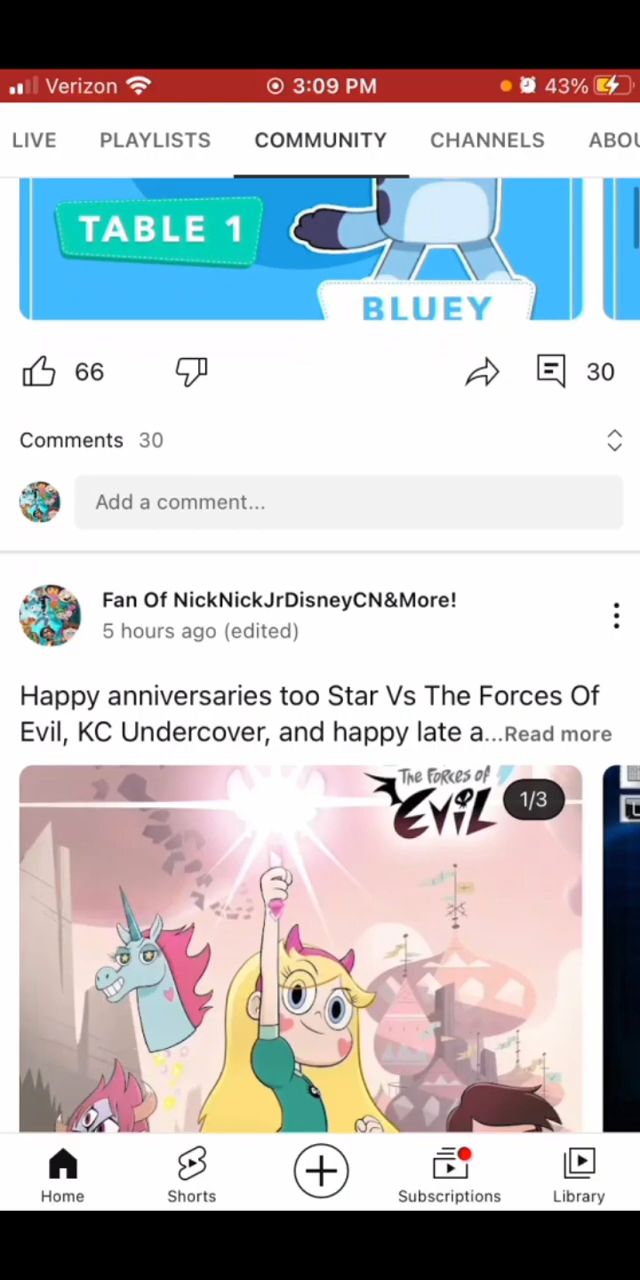 Verizon 3:09 PM 43%
LIVE PLAYLISTS COMMUNITY CHANNELS ABOU
TABLE 1
BLUEY
66 30
Comments 30
Add a comment...
Fan Of NickNickJrDisneyCN&More!
5 hours ago (edited)
Happy anniversaries too Star Vs The Forces Of
Evil, KC Undercover, and happy late a...Read more
The Forces of
EViL
1/3
Home Shorts Subscriptions Library